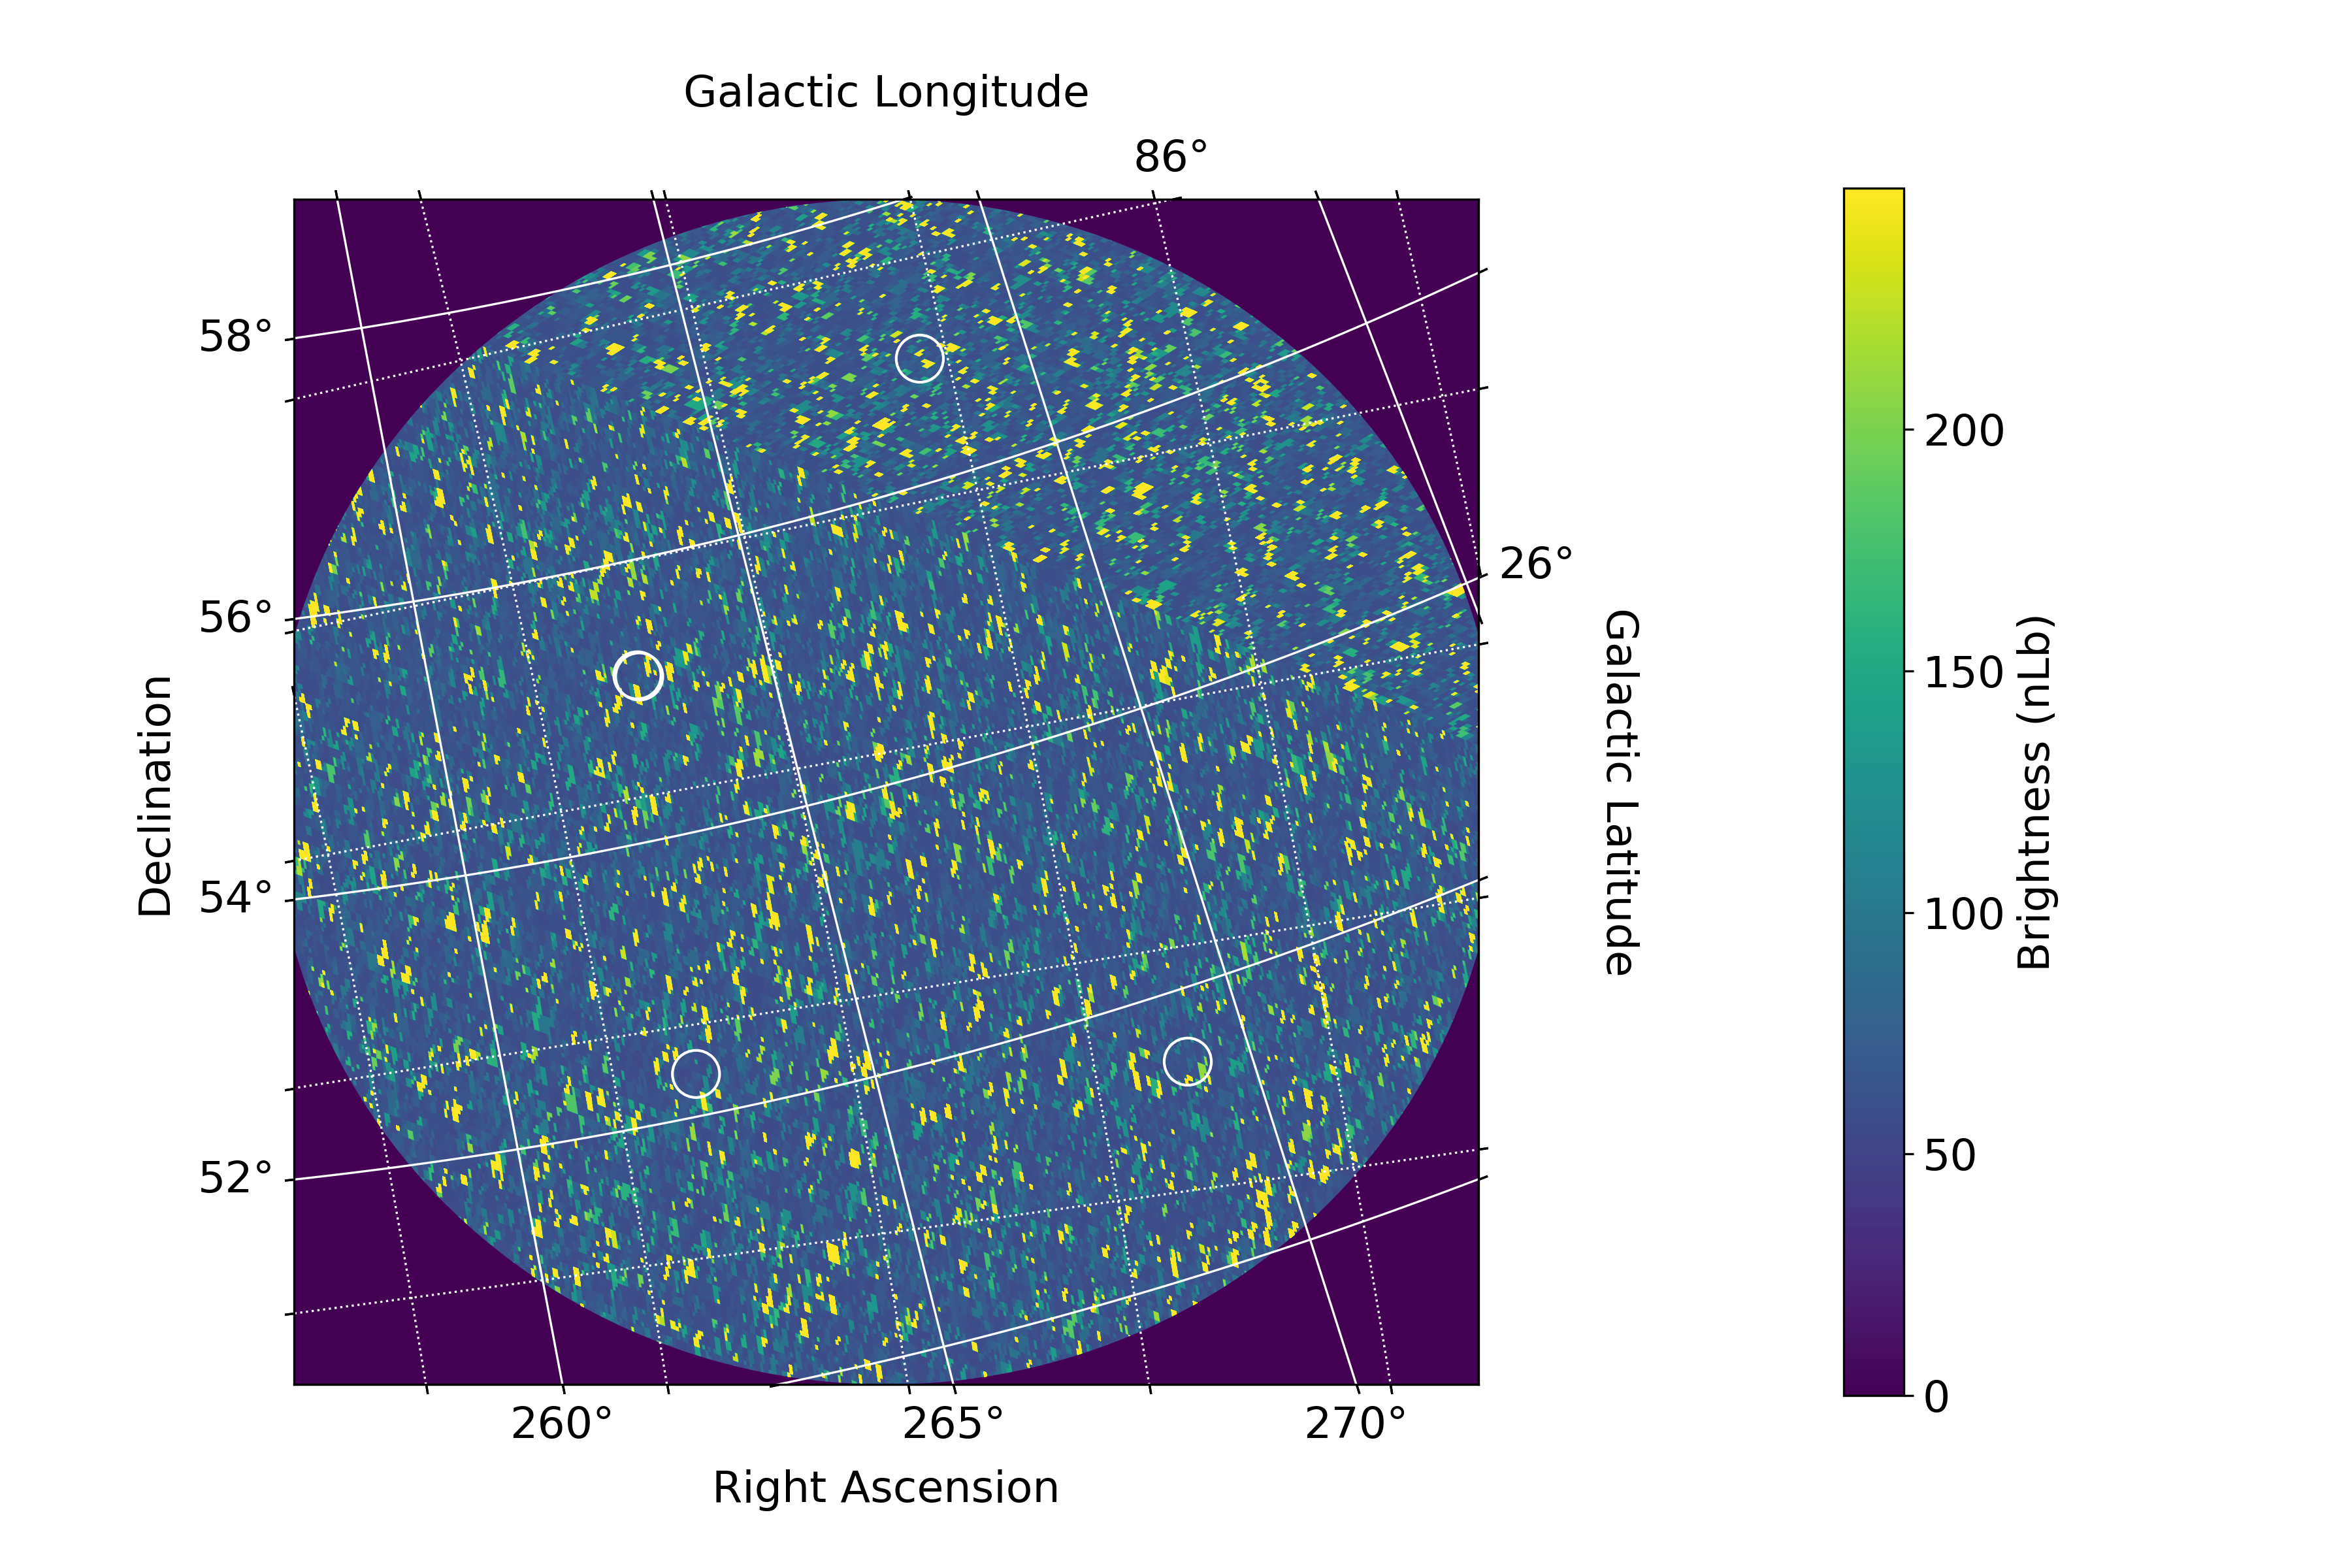 Galactic Longitude
86°
58°
56°
54°
52°
Declination
26°
Galactic Latitude
260°
265°
270°
Right Ascension
200
150
100
50
0
Brightness (nLb)